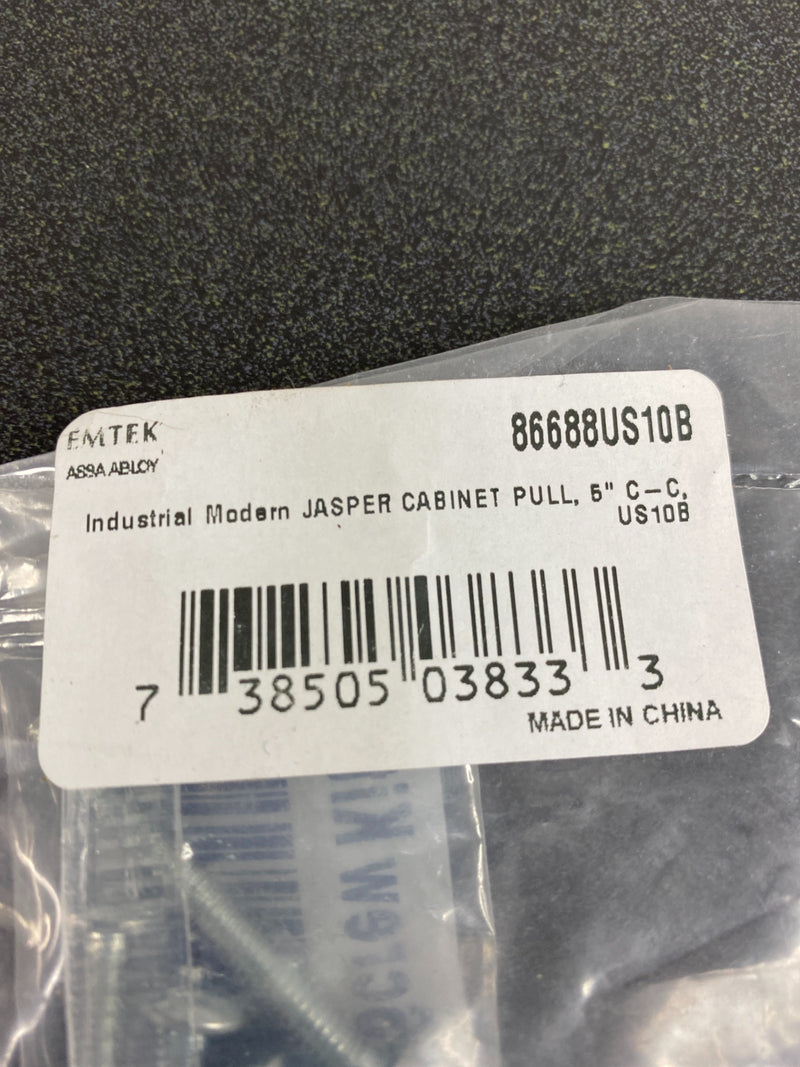 EMTEK
ASSA ABLOY
86688US10B
Industrial Modern JASPER CABINET PULL, 5" C-C,
US10B
7 38505 03833 3
MADE IN CHINA